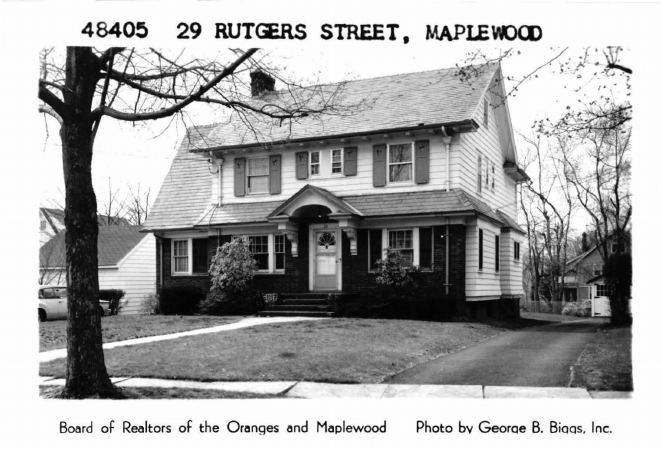 48405 29 RUTGERS STREET, MAPLEWOOD
Board of Realtors of the Oranges and Maplewood Photo by George B. Biggs, Inc.